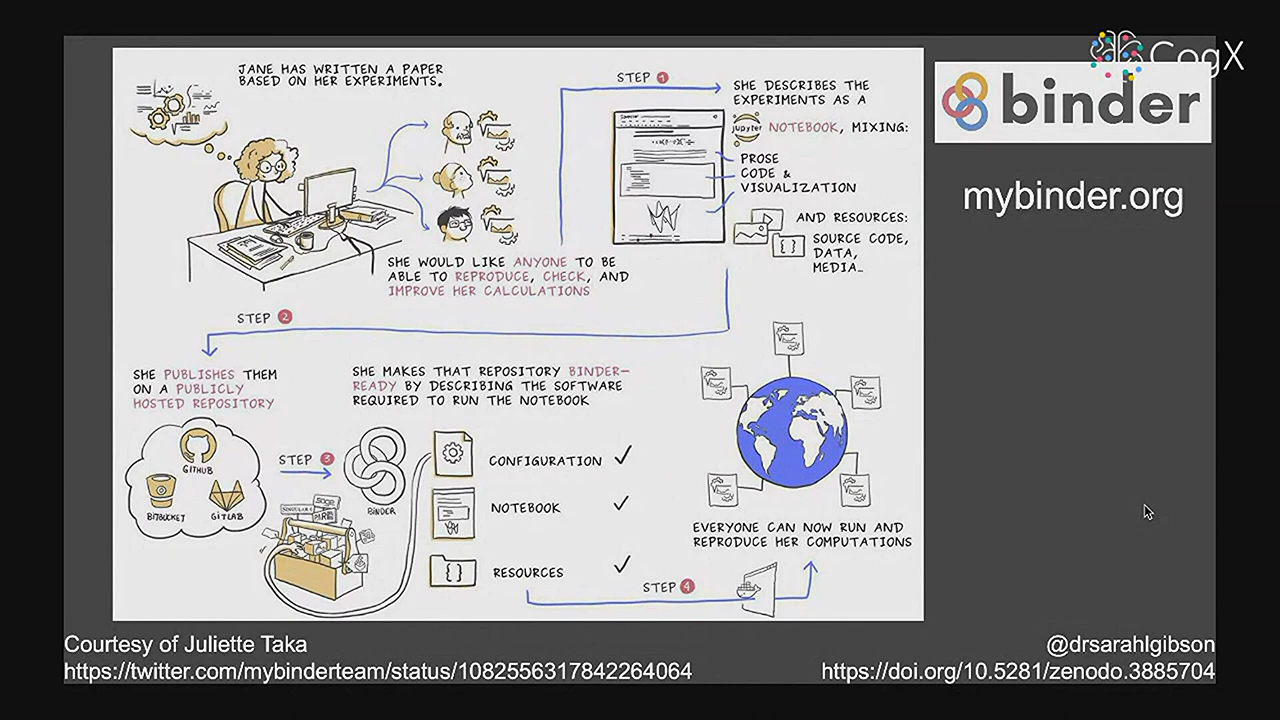 JANE HAS WRITTEN A PAPER
BASED ON HER EXPERIMENTS.
SHE WOULD LIKE ANYONE TO BE
ABLE TO REPRODUCE, CHECK, AND
IMPROVE HER CALCULATIONS
STEP 1
SHE DESCRIBES THE
EXPERIMENTS AS A
jupyter NOTEBOOK, MIXING:
PROSE
CODE &
VISUALIZATION
AND RESOURCES:
SOURCE CODE,
DATA,
MEDIA…
CogX
binder
mybinder.org
STEP 2
SHE PUBLISHES THEM
ON A PUBLICLY
HOSTED REPOSITORY
GITHUB
BITBUCKET
GITLAB
STEP 3
BINDER
SHE MAKES THAT REPOSITORY BINDER-
READY BY DESCRIBING THE SOFTWARE
REQUIRED TO RUN THE NOTEBOOK
CONFIGURATION
NOTEBOOK
RESOURCES
{ }
STEP 4
EVERYONE CAN NOW RUN AND
REPRODUCE HER COMPUTATIONS
Courtesy of Juliette Taka
https://twitter.com/mybinderteam/status/1082556317842264064
@drsarahlgibson
https://doi.org/10.5281/zenodo.3885704